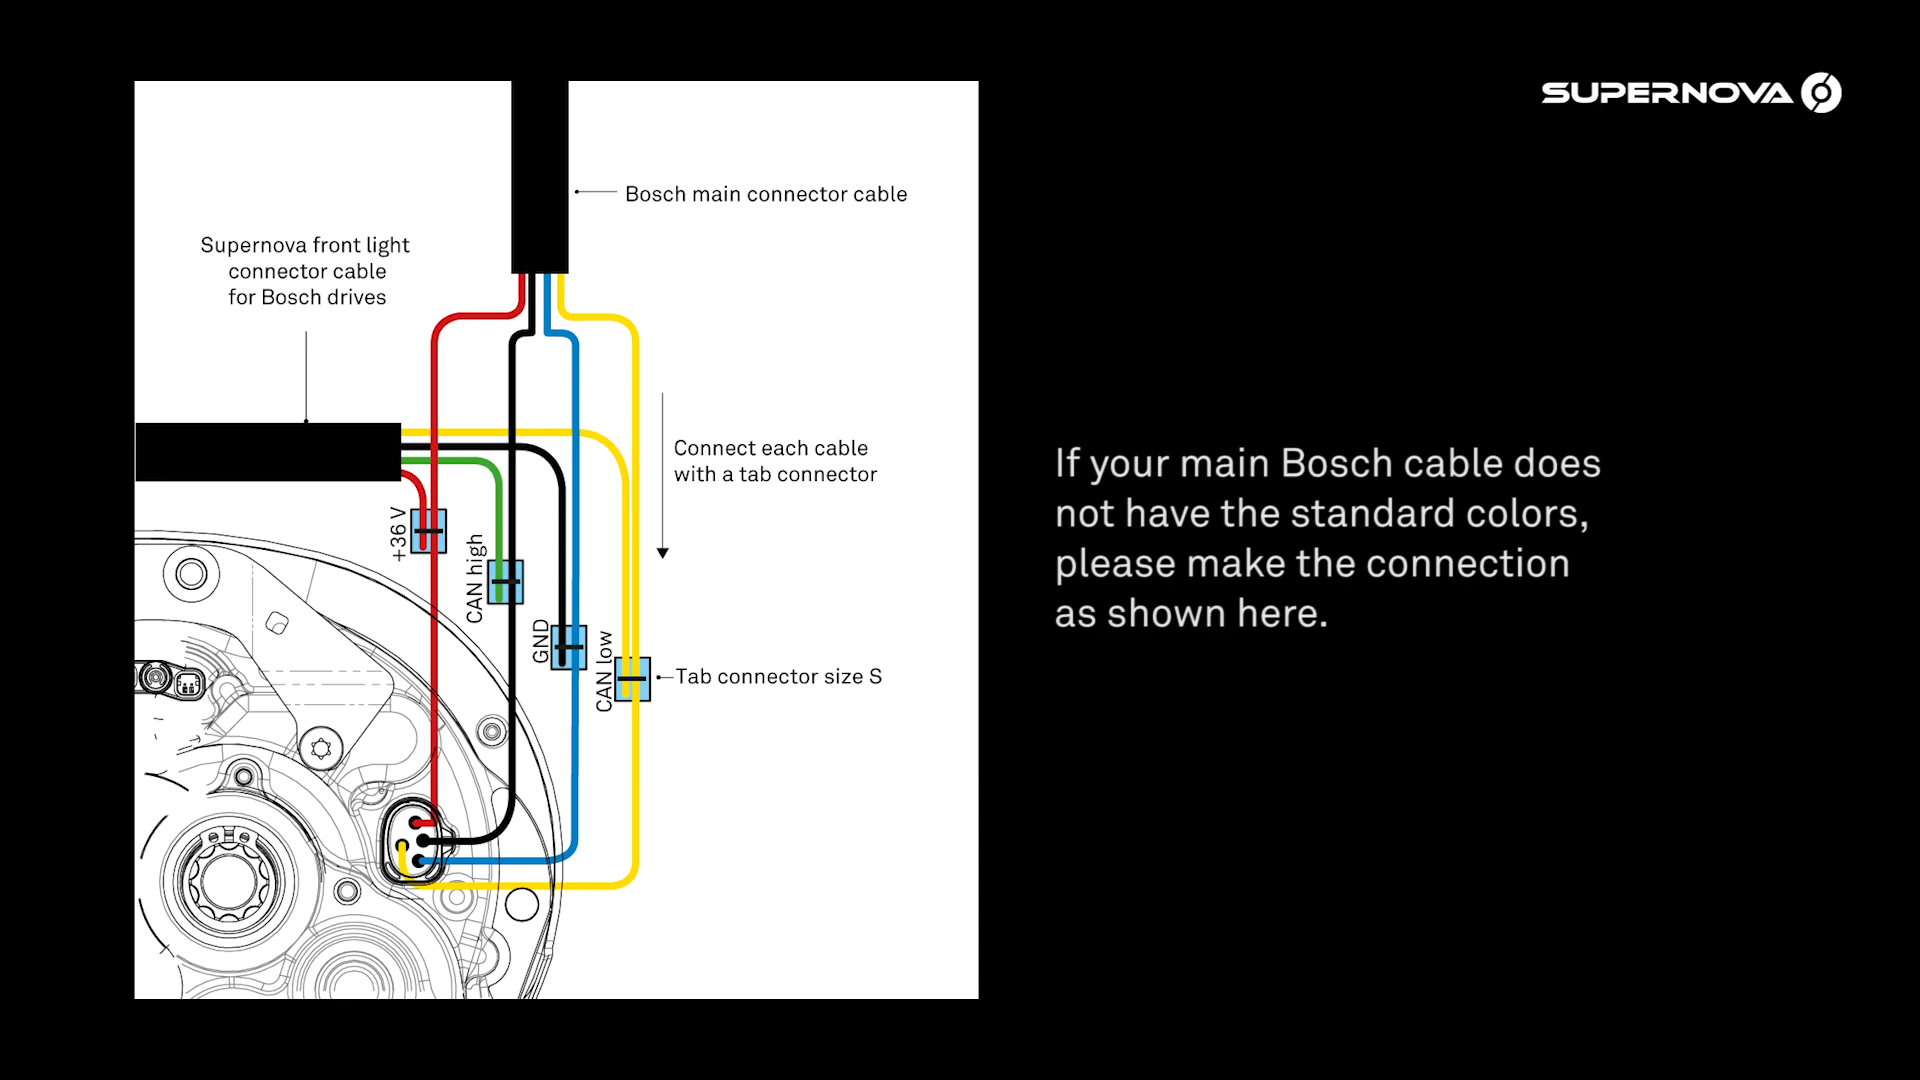 SUPERNOVA
Bosch main connector cable
Supernova front light
connector cable
for Bosch drives
Connect each cable
with a tab connector
+36 V
CAN high
GND
CAN low
Tab connector size S
If your main Bosch cable does
not have the standard colors,
please make the connection
as shown here.